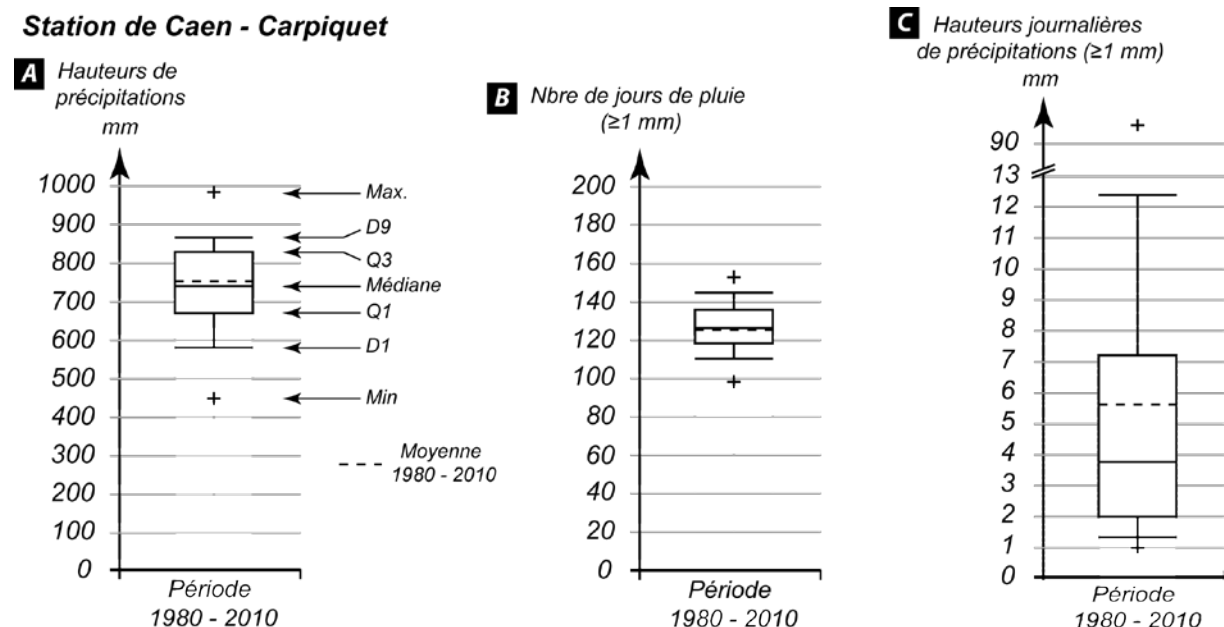 Station de Caen - Carpiquet
A Hauteurs de
précipitations
mm
1000
900
800
700
600
500
400
300
200
100
0
Max.
D9
Q3
Médiane
Q1
D1
Min
Moyenne
1980 - 2010
Période
1980 - 2010
B Nbre de jours de pluie
(≥1 mm)
200
180
160
140
120
100
80
60
40
20
0
Période
1980 - 2010
C Hauteurs journalières
de précipitations (≥1 mm)
mm
90
13
12
11
10
9
8
7
6
5
4
3
2
1
0
Période
1980 - 2010